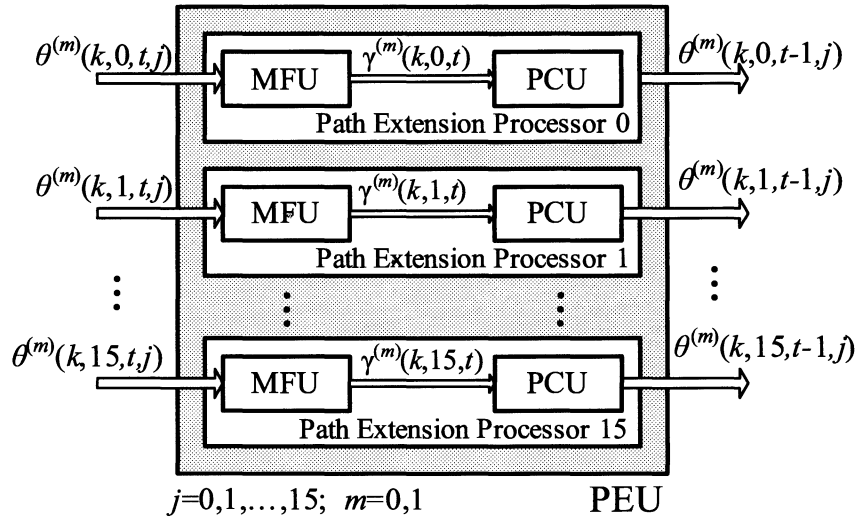 θ^(m)(k,0,t,j) MFU γ^(m)(k,0,t) PCU θ^(m)(k,0,t-1,j)
Path Extension Processor 0
θ^(m)(k,1,t,j) MFU γ^(m)(k,1,t) PCU θ^(m)(k,1,t-1,j)
Path Extension Processor 1
θ^(m)(k,15,t,j) MFU γ^(m)(k,15,t) PCU θ^(m)(k,15,t-1,j)
Path Extension Processor 15
j=0,1,...,15; m=0,1 PEU